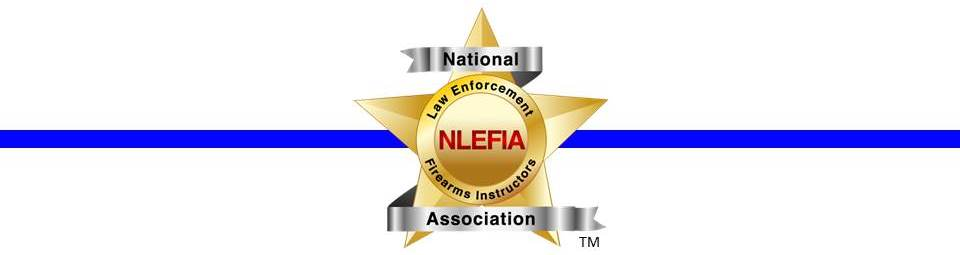 National
Law Enforcement
NLEFIA
Firearms Instructors
Association
TM